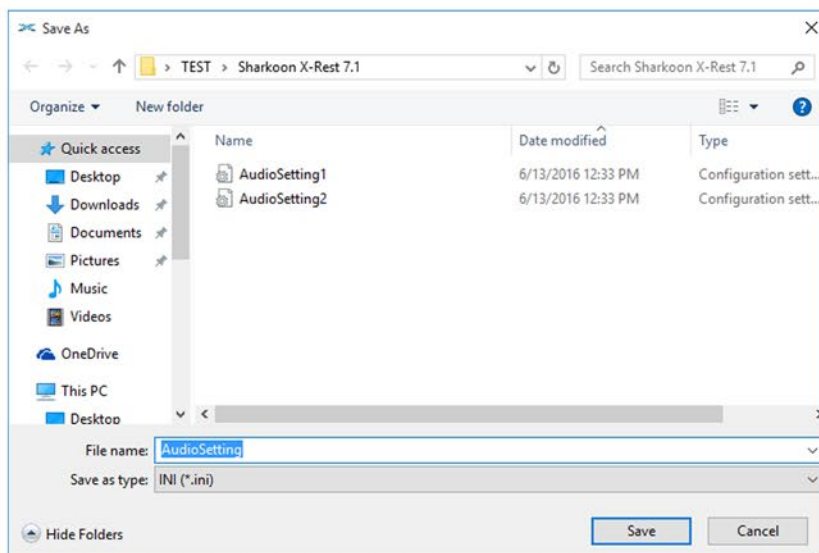 Save As
TEST > Sharkoon X-Rest 7.1
Search Sharkoon X-Rest 7.1
Organize
New folder
Name
Date modified
Type
Quick access
Desktop
Downloads
Documents
Pictures
Music
Videos
OneDrive
This PC
Desktop
AudioSetting1
6/13/2016 12:33 PM
Configuration sett...
AudioSetting2
6/13/2016 12:33 PM
Configuration sett...
File name:
AudioSetting
Save as type:
INI (*.ini)
Hide Folders
Save
Cancel